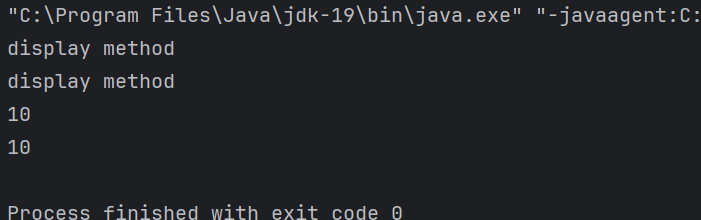 "C:\Program Files\Java\jdk-19\bin\java.exe" "-javaagent:C:
display method
display method
10
10
Process finished with exit code 0